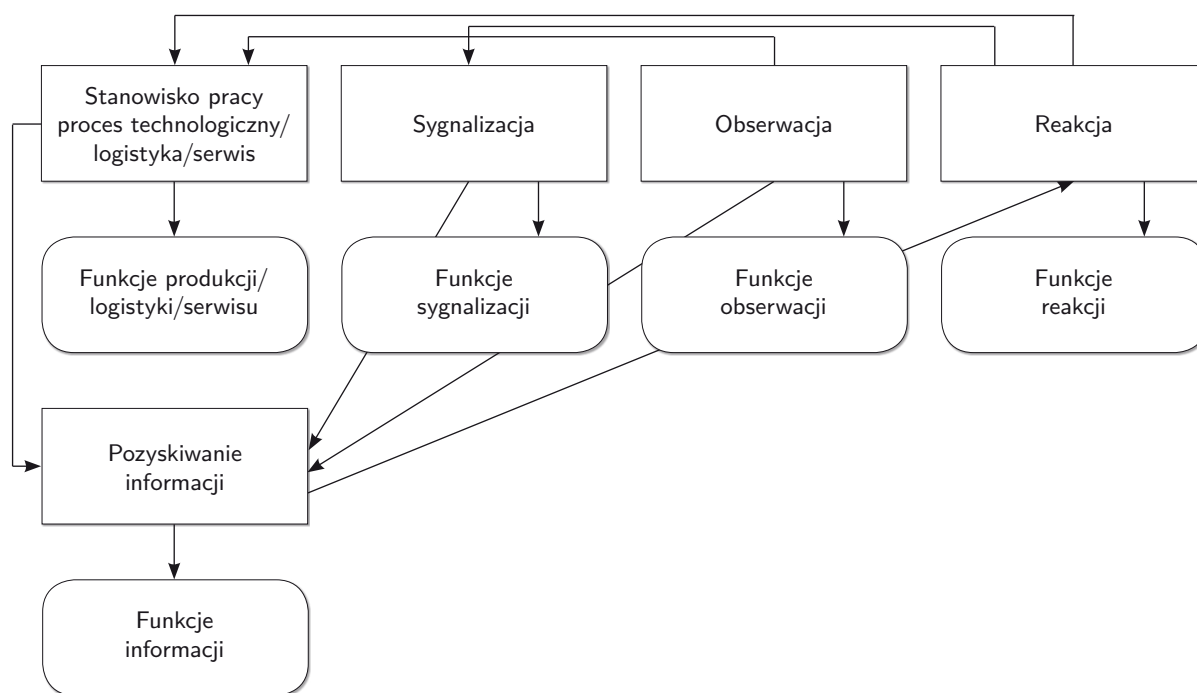 Stanowisko pracy
proces technologiczny/
logistyka/serwis
Sygnalizacja
Obserwacja
Reakcja
Funkcje produkcji/
logistyki/serwisu
Funkcje
sygnalizacji
Funkcje
obserwacji
Funkcje
reakcji
Pozyskiwanie
informacji
Funkcje
informacji